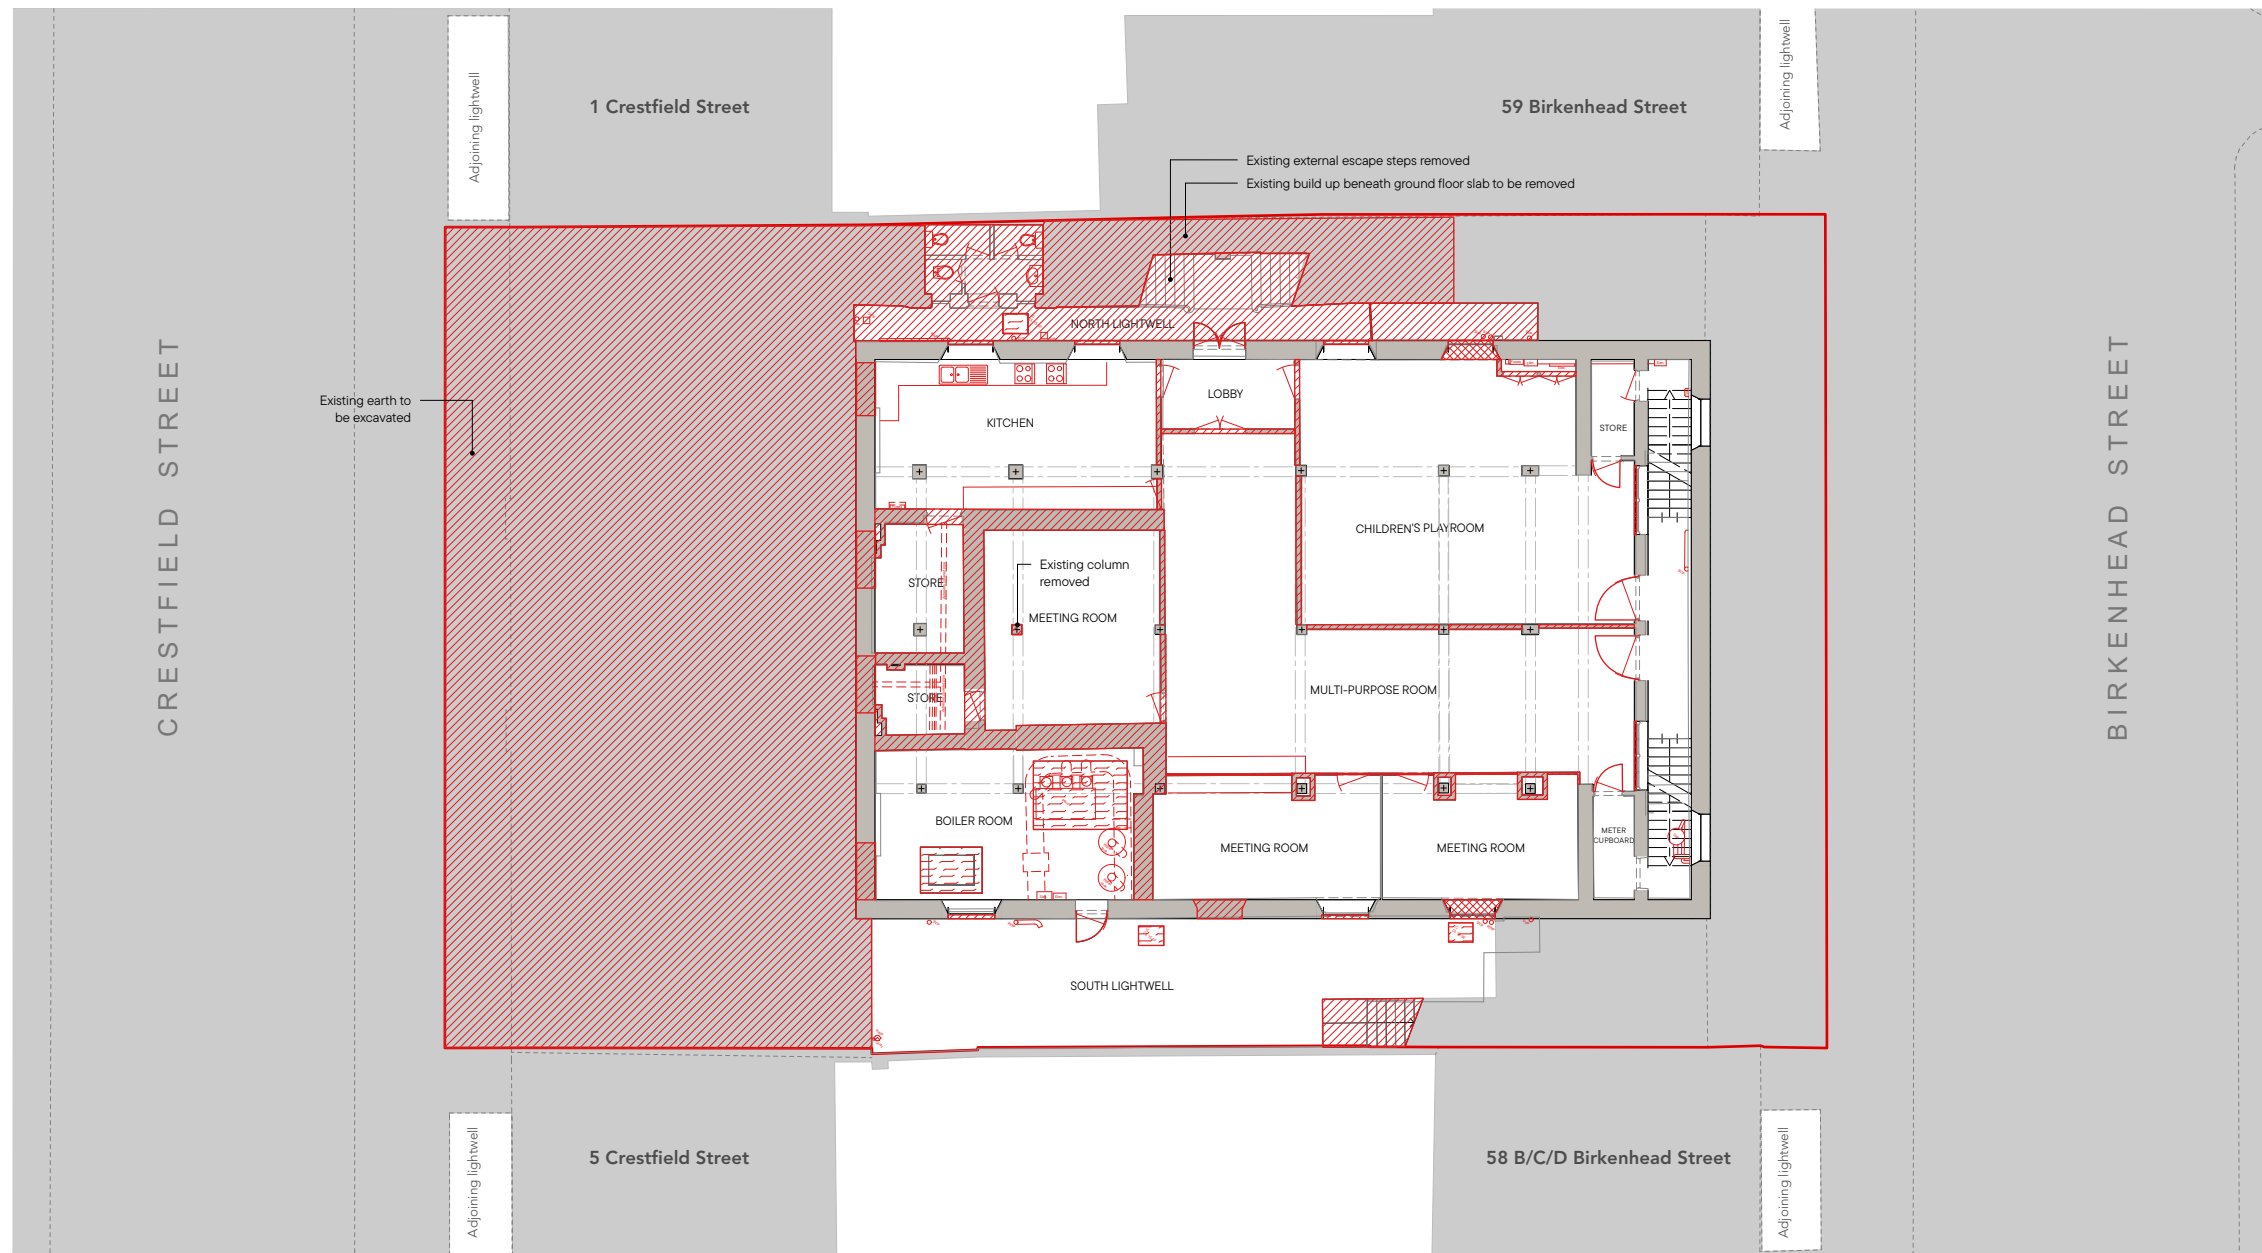 Adjoining lightwell
Adjoining lightwell
1 Crestfield Street
59 Birkenhead Street
Existing external escape steps removed
Existing build up beneath ground floor slab to be removed
NORTH LIGHTWELL
CRESTFIELD STREET
BIRKENHEAD STREET
Existing earth to
be excavated
LOBBY
KITCHEN
STORE
CHILDREN'S PLAYROOM
Existing column
removed
STORE
MEETING ROOM
MULTI-PURPOSE ROOM
STORE
BOILER ROOM
METER
CUPBOARD
MEETING ROOM
MEETING ROOM
SOUTH LIGHTWELL
5 Crestfield Street
58 B/C/D Birkenhead Street
Adjoining lightwell
Adjoining lightwell